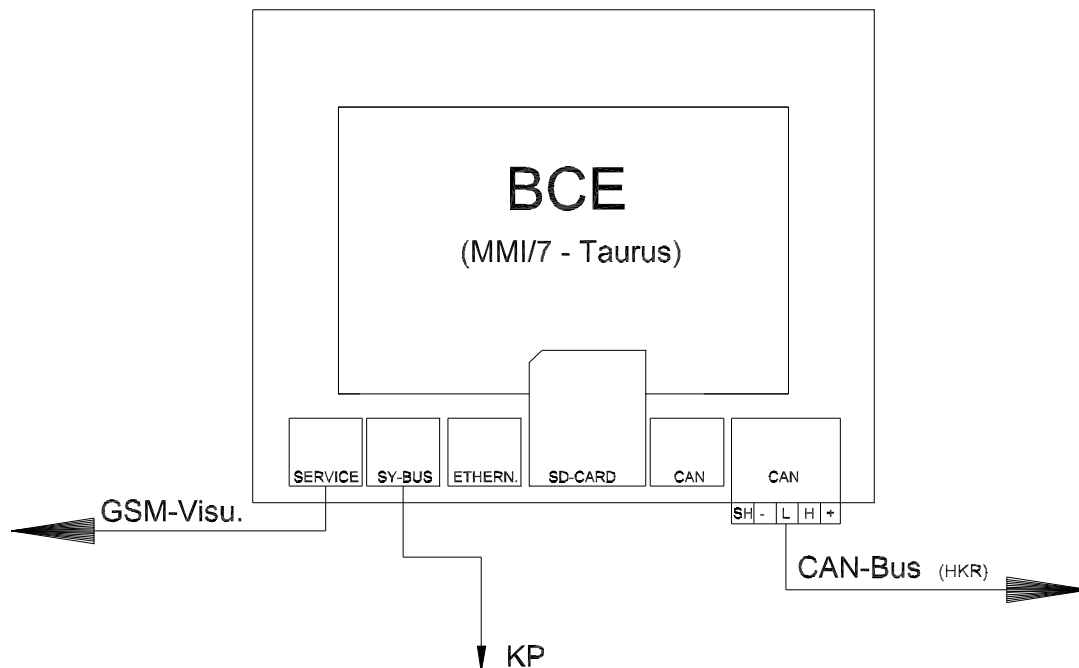 BCE
(MMI/7 - Taurus)
SERVICE SY-BUS ETHERN. SD-CARD CAN CAN
GSM-Visu.
SH - L H +
CAN-Bus (HKR)
KP